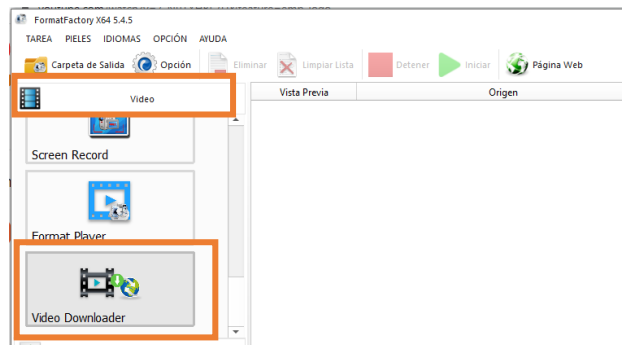 FormatFactory X64 5.4.5
TAREA PIELES IDIOMAS OPCIÓN AYUDA
Carpeta de Salida Opción Eliminar Limpiar Lista Detener Iniciar Página Web
Video Vista Previa Origen
Screen Record
Format Player
Video Downloader